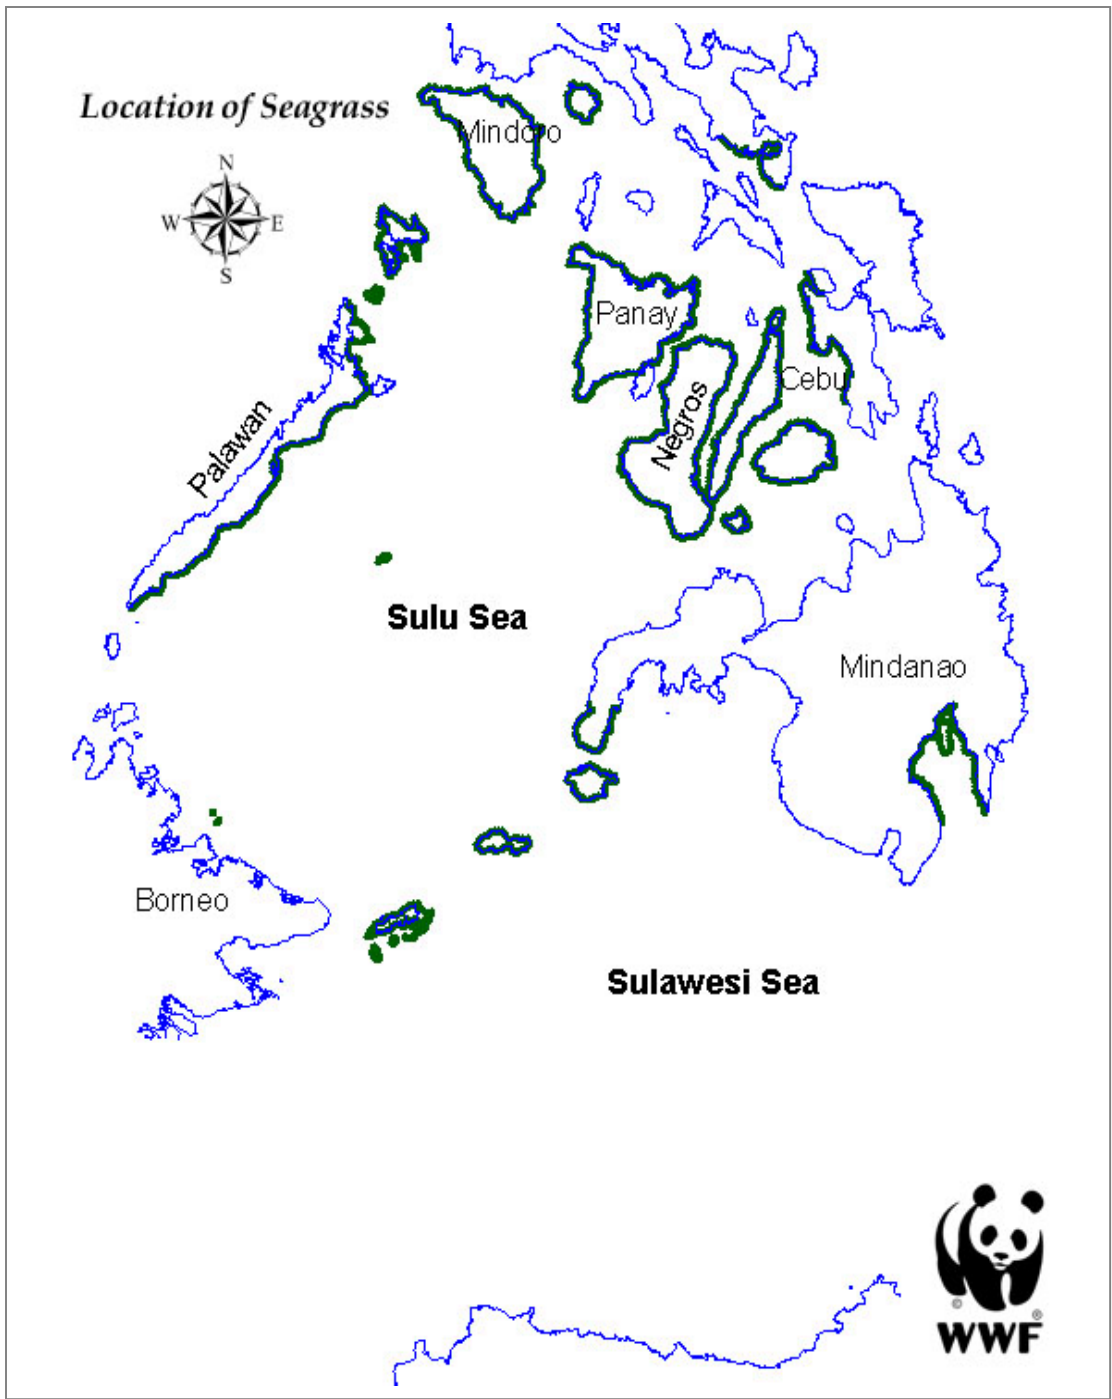 Location of Seagrass
N
W
E
S
Mindoro
Panay
Cebu
Negros
Palawan
Sulu Sea
Mindanao
Borneo
Sulawesi Sea
©
®
WWF